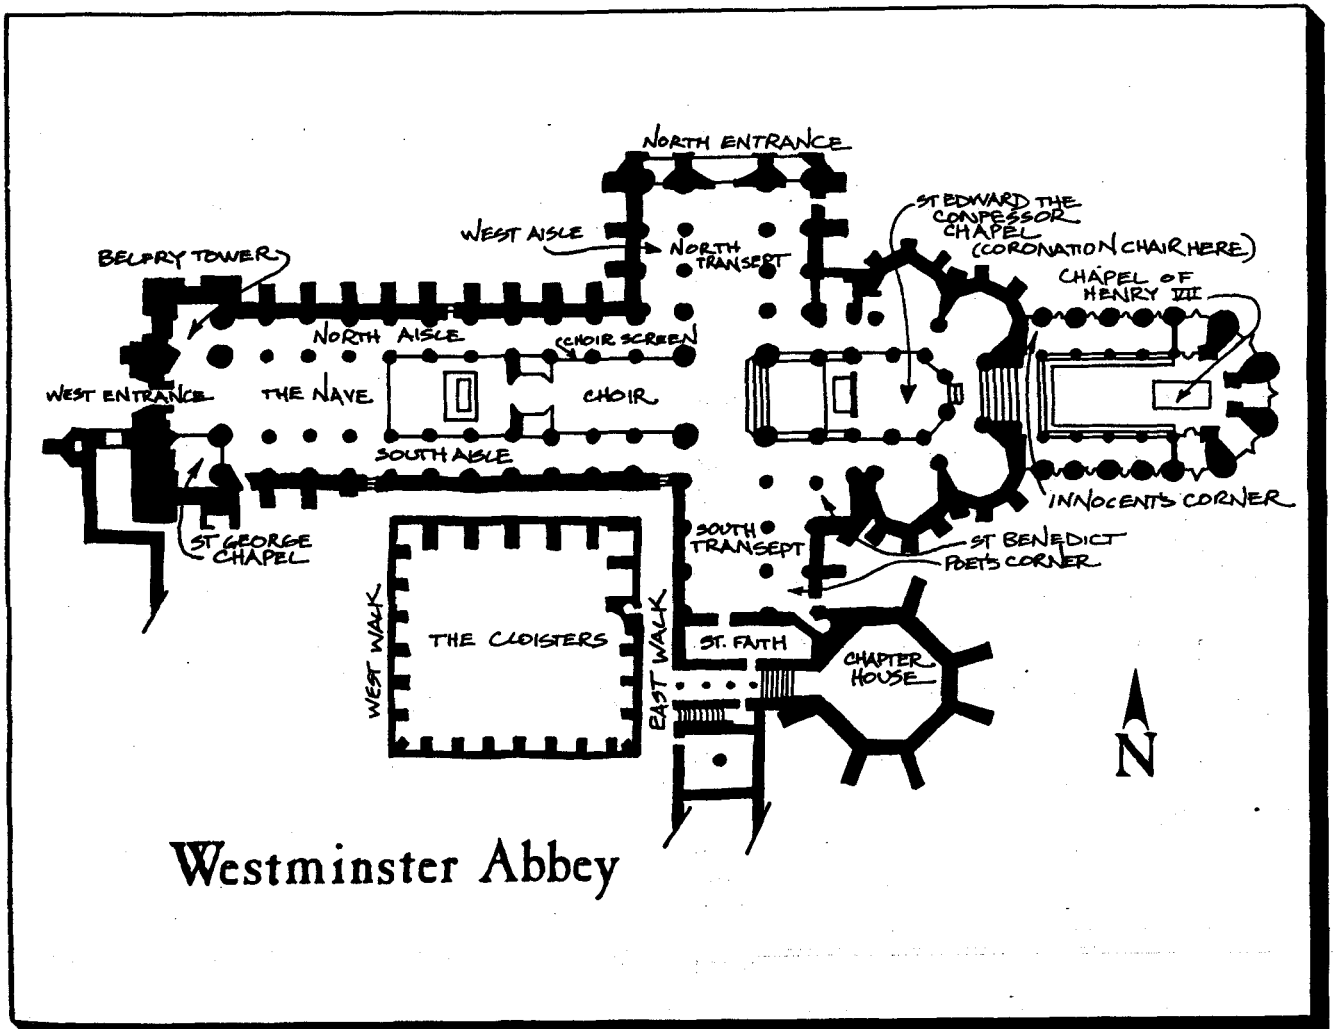 NORTH ENTRANCE
ST EDWARD THE
CONFESSOR
CHAPEL
(CORONATION CHAIR HERE)
WEST AISLE
NORTH
TRANSEPT
BELFRY TOWER
CHAPEL OF
HENRY VII
NORTH AISLE
CHOIR SCREEN
WEST ENTRANCE
THE NAVE
CHOIR
SOUTH AISLE
INNOCENT'S CORNER
ST GEORGE
CHAPEL
SOUTH
TRANSEPT
ST BENEDICT
POET'S CORNER
WEST WALK
THE CLOISTERS
EAST WALK
ST. FAITH
CHAPTER
HOUSE
N
Westminster Abbey